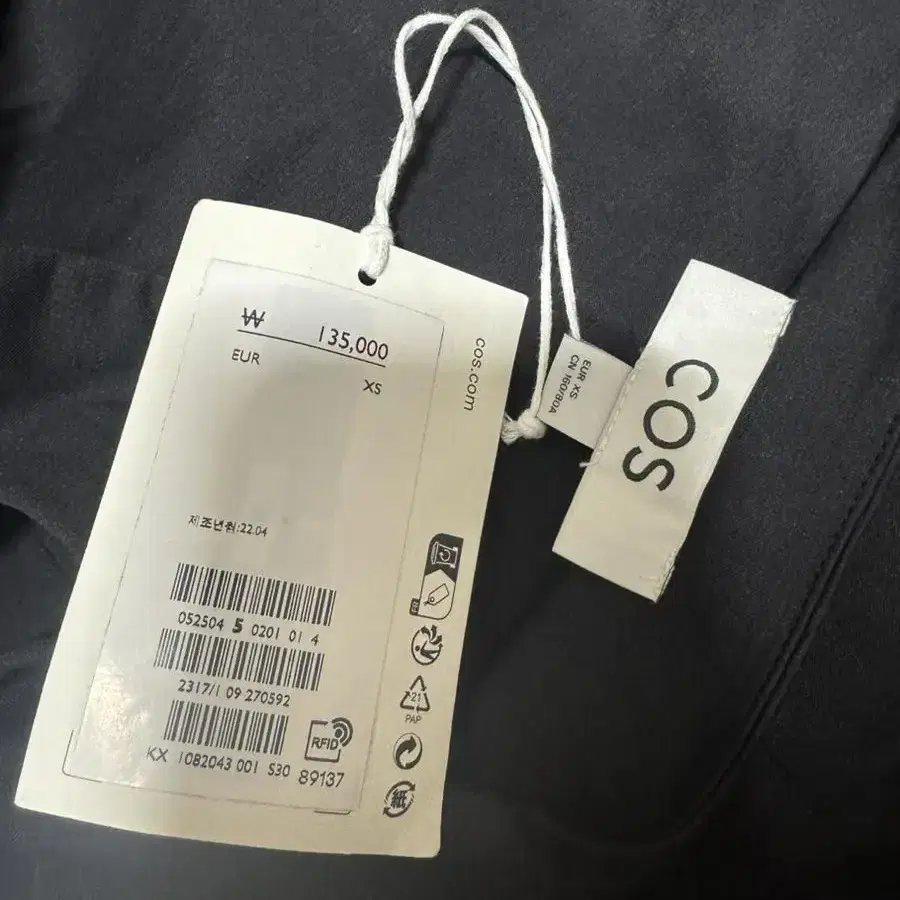 ₩ 135,000
EUR
XS
제조년월:22.04
052504 5 0201 01 4
2317/1 09 270592
KX 1082043 001 S30
RFID
89137
cos.com
21
PAP
紙
EUR XS
CN 160/80A
COS